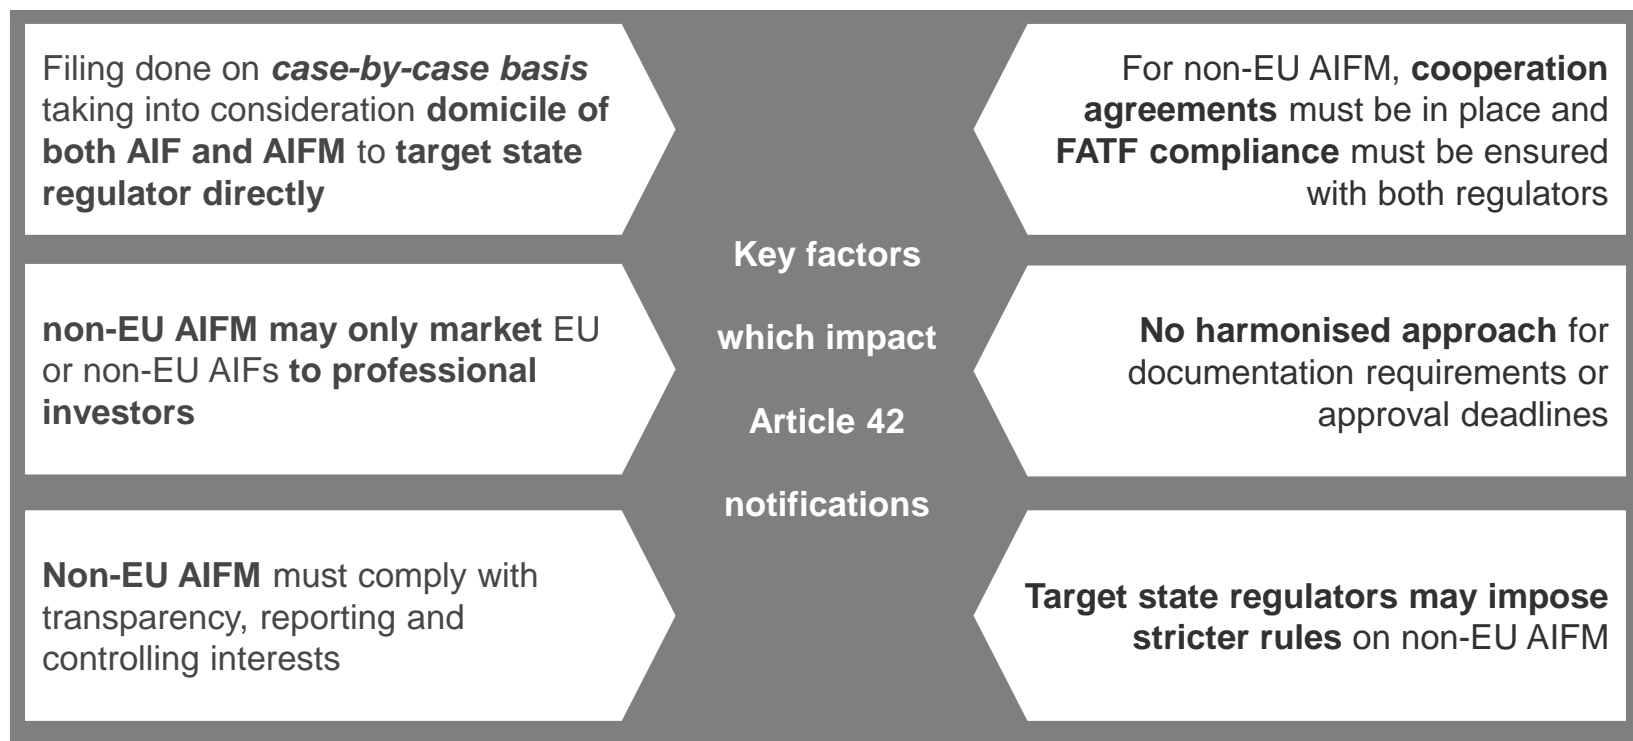 Filing done on case-by-case basis
taking into consideration domicile of
both AIF and AIFM to target state
regulator directly
non-EU AIFM may only market EU
or non-EU AIFs to professional
investors
Non-EU AIFM must comply with
transparency, reporting and
controlling interests
Key factors
which impact
Article 42
notifications
For non-EU AIFM, cooperation
agreements must be in place and
FATF compliance must be ensured
with both regulators
No harmonised approach for
documentation requirements or
approval deadlines
Target state regulators may impose
stricter rules on non-EU AIFM